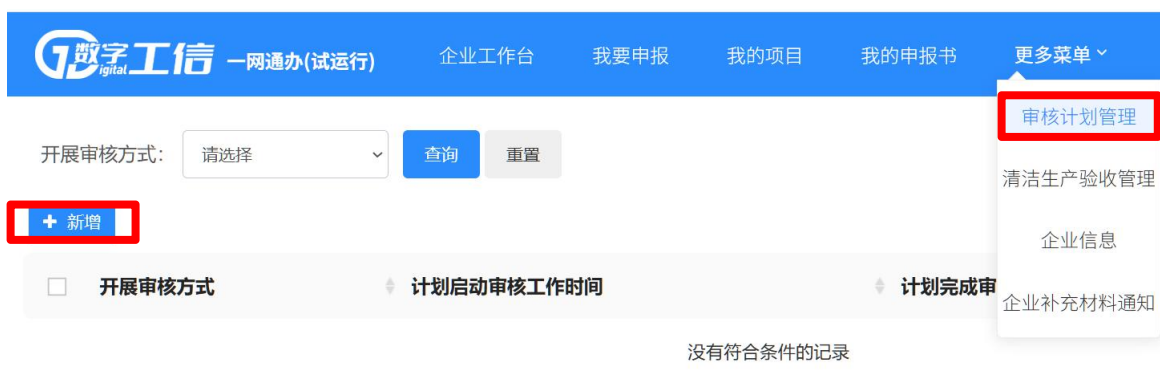 数字工信 一网通办(试运行) 企业工作台 我要申报 我的项目 我的申报书 更多菜单
igital
审核计划管理
开展审核方式: 请选择 查询 重置
清洁生产验收管理
+ 新增
企业信息
开展审核方式 计划启动审核工作时间 计划完成审
企业补充材料通知
没有符合条件的记录